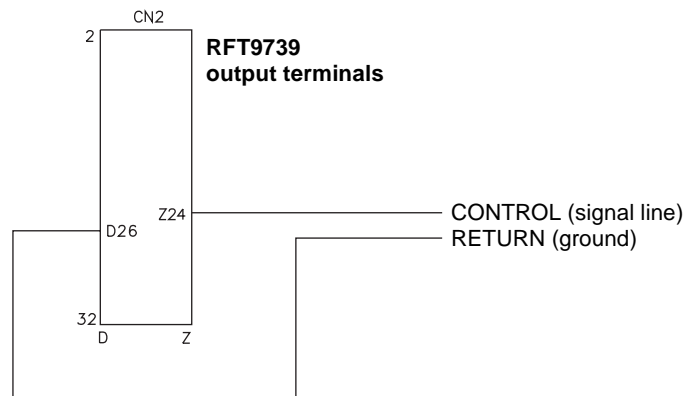 CN2
2
RFT9739
output terminals
Z24
CONTROL (signal line)
D26
RETURN (ground)
32
D
Z